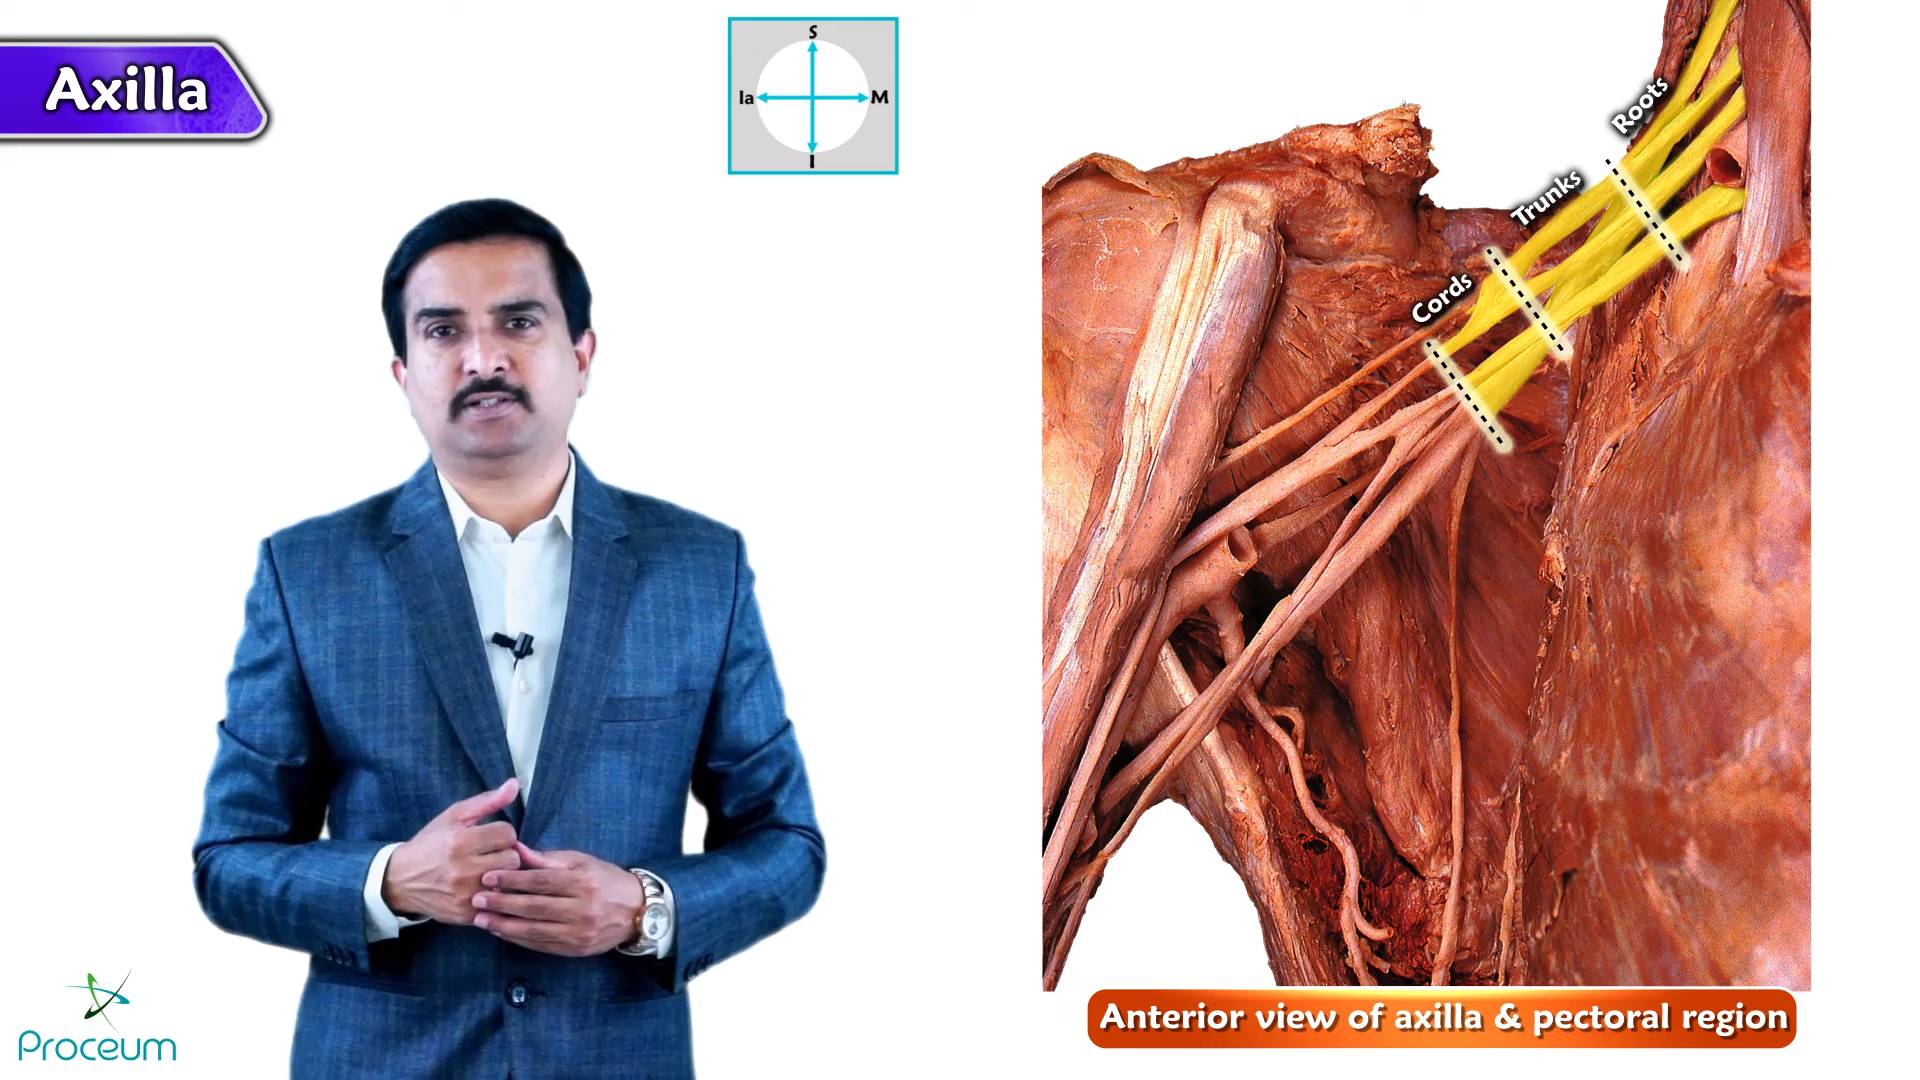 Axilla
S
la M
I
Roots
Trunks
Cords
Proceum
Anterior view of axilla & pectoral region